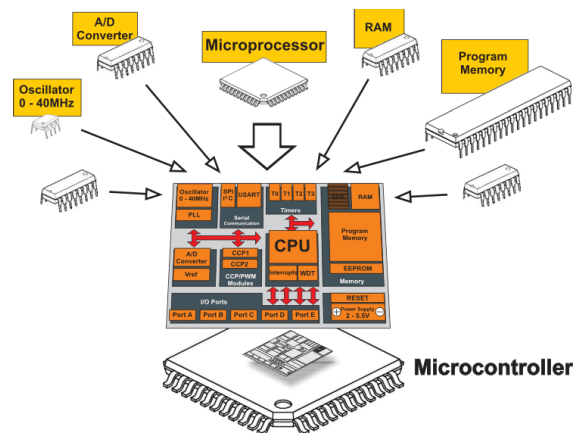 A/D
Converter
Microprocessor
RAM
Program
Memory
Oscillator
0 - 40MHz
Oscillator
0 - 40MHz
PLL
SPI
I²C
USART
Serial
Communication
T0 T1 T2 T3
Timers
RAM
Program
Memory
EEPROM
Memory
A/D
Converter
Vref
CCP1
CCP2
CCP/PWM
Modules
CPU
Interrupts WDT
I/O Ports
Port A Port B Port C Port D Port E
RESET
Power Supply
2 - 5.5V
Microcontroller